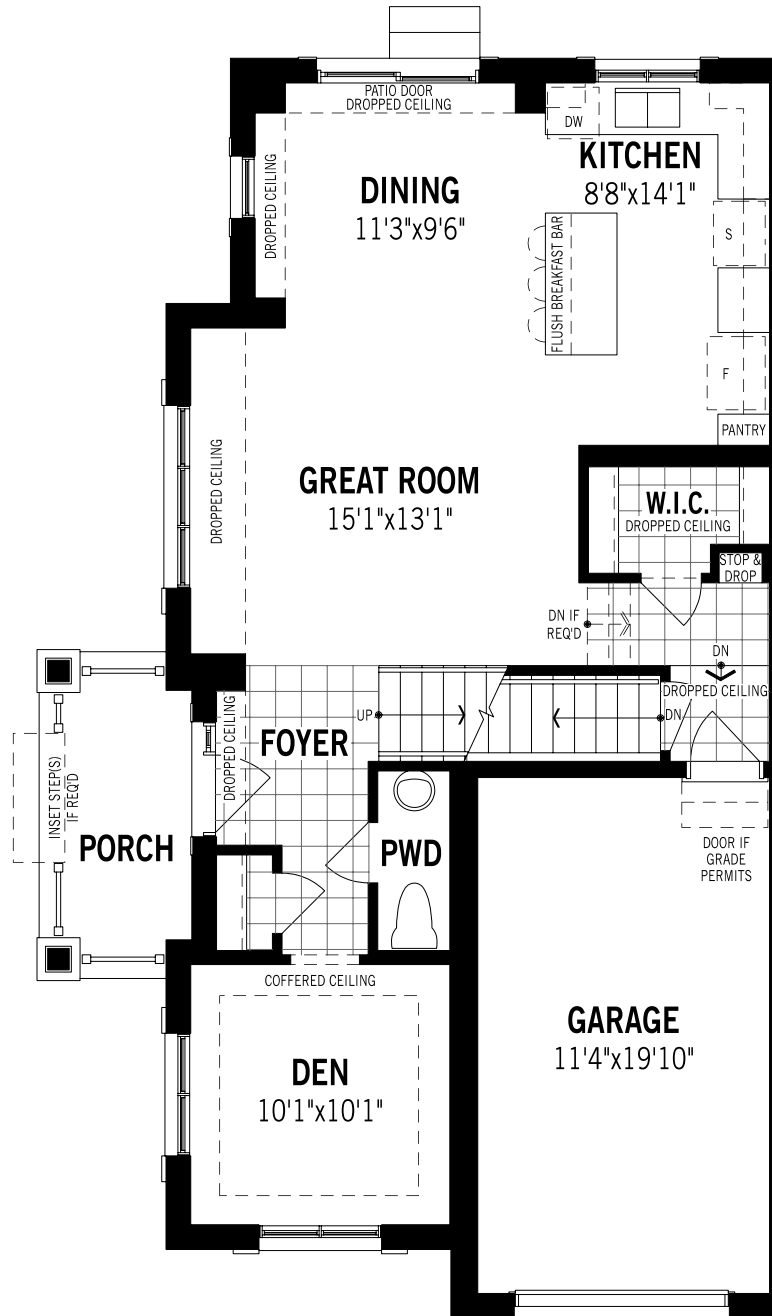 PATIO DOOR
DROPPED CEILING
DW
KITCHEN
8'8"x14'1"
DINING
11'3"x9'6"
DROPPED CEILING
S
FLUSH BREAKFAST BAR
F
PANTRY
DROPPED CEILING
GREAT ROOM
15'1"x13'1"
W.I.C.
DROPPED CEILING
STOP &
DROP
DN IF
REQ'D
DN
DROPPED CEILING
UP
DN
FOYER
DROPPED CEILING
INSET STEP(S)
IF REQ'D
PORCH
PWD
DOOR IF
GRADE
PERMITS
COFFERED CEILING
DEN
10'1"x10'1"
GARAGE
11'4"x19'10"